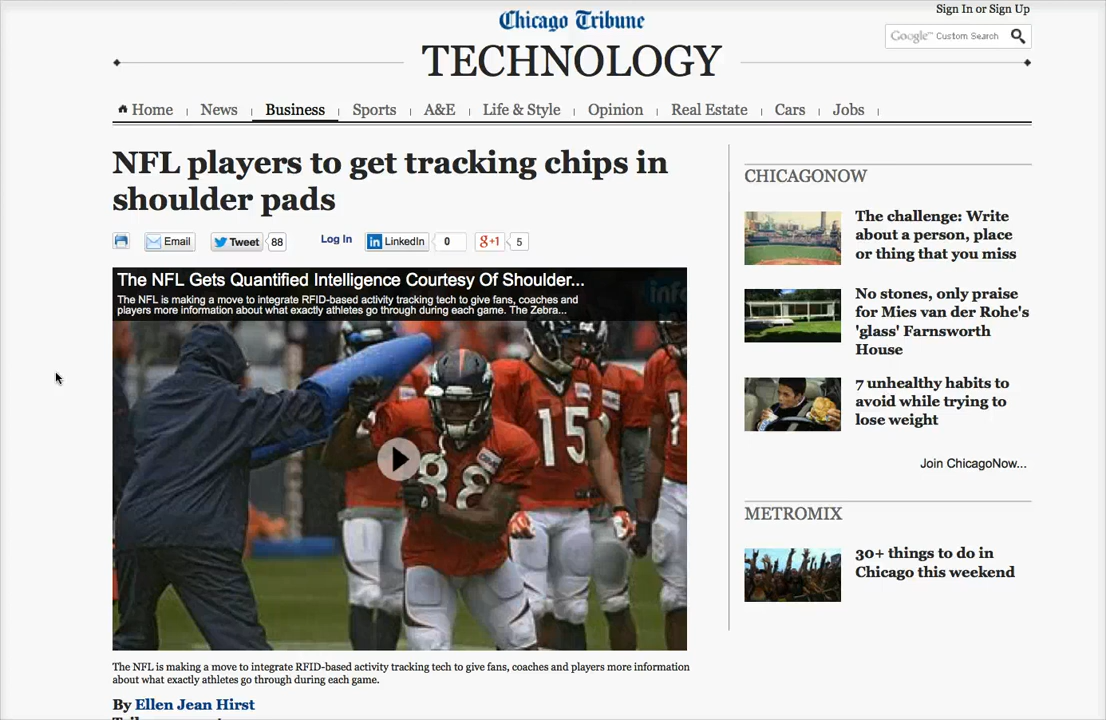 Sign In or Sign Up
Chicago Tribune
TECHNOLOGY
Google™ Custom Search
Home News Business Sports A&E Life & Style Opinion Real Estate Cars Jobs
NFL players to get tracking chips in
shoulder pads
Email Tweet 88 Log In in LinkedIn 0 g+1 5
The NFL Gets Quantified Intelligence Courtesy Of Shoulder...
The NFL is making a move to integrate RFID-based activity tracking tech to give fans, coaches and
players more information about what exactly athletes go through during each game. The Zebra...
15
88
The NFL is making a move to integrate RFID-based activity tracking tech to give fans, coaches and players more information
about what exactly athletes go through during each game.
By Ellen Jean Hirst
CHICAGONOW
The challenge: Write
about a person, place
or thing that you miss
No stones, only praise
for Mies van der Rohe's
'glass' Farnsworth
House
7 unhealthy habits to
avoid while trying to
lose weight
Join ChicagoNow...
METROMIX
30+ things to do in
Chicago this weekend